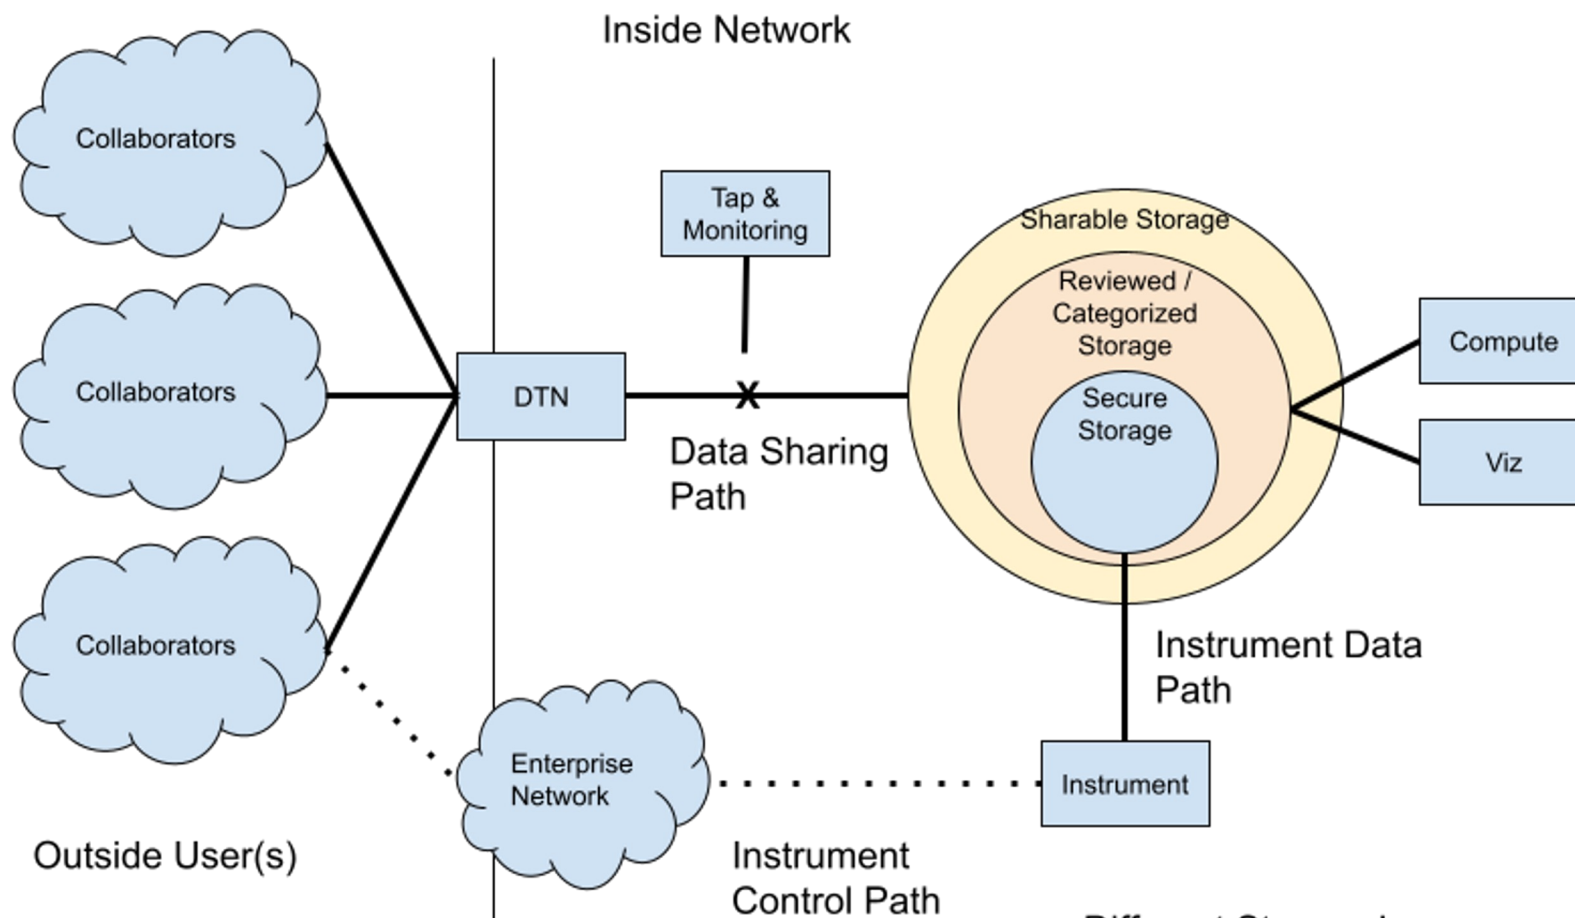 Inside Network
Collaborators
Tap &
Monitoring
Sharable Storage
Reviewed /
Categorized
Storage
Compute
Collaborators
DTN
X
Secure
Storage
Data Sharing
Path
Viz
Collaborators
Instrument Data
Path
Enterprise
Network
Instrument
Outside User(s)
Instrument
Control Path